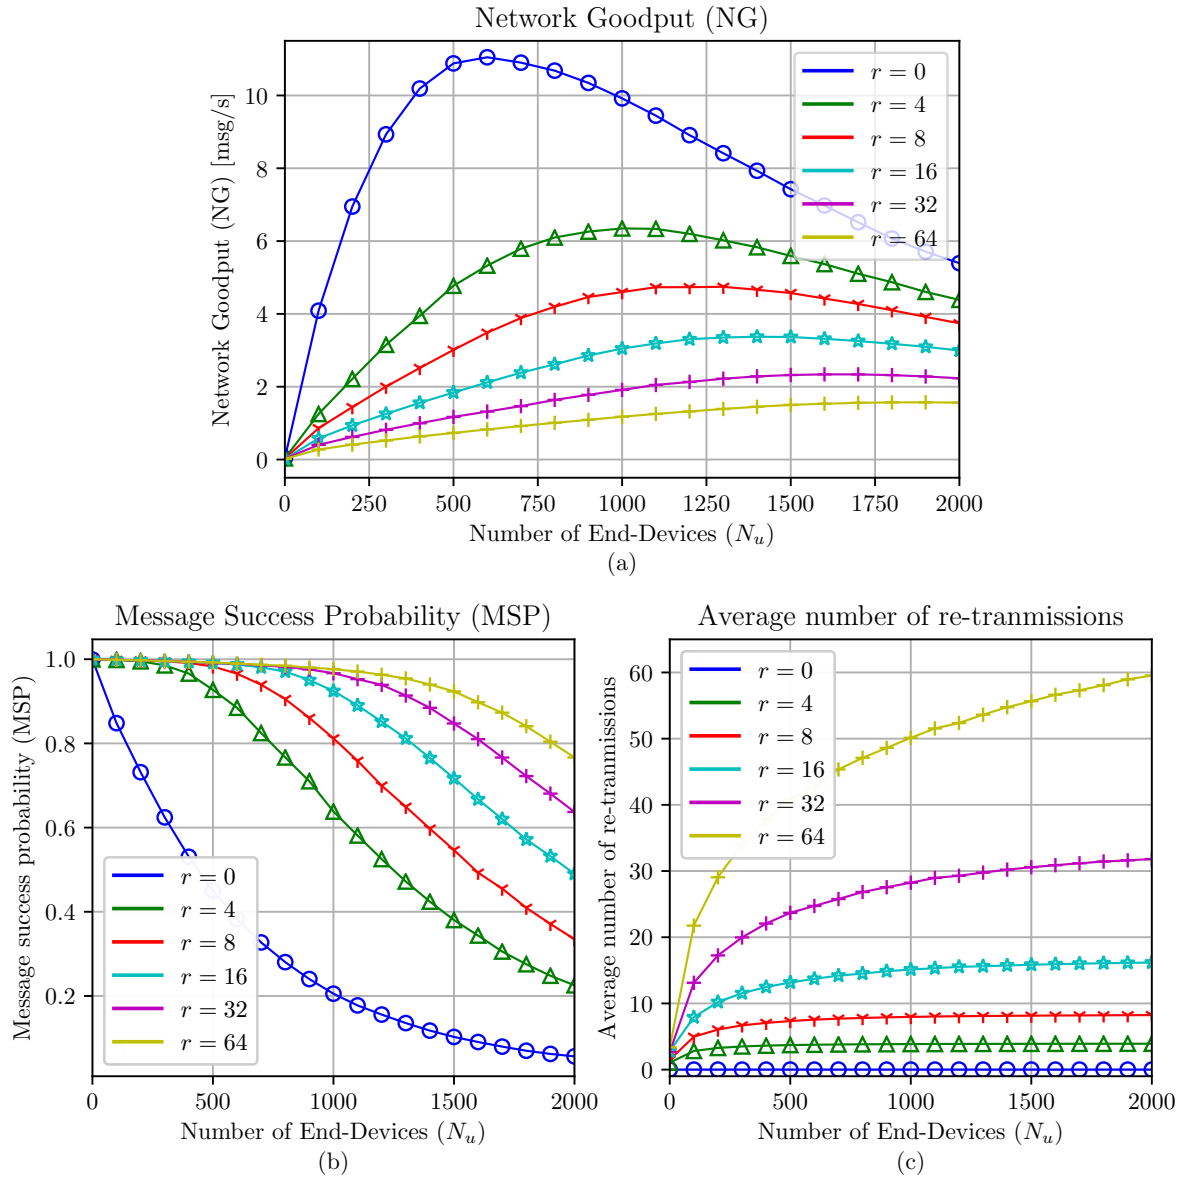 Network Goodput (NG)
Network Goodput (NG) [msg/s]
10
8
6
4
2
0
r = 0
r = 4
r = 8
r = 16
r = 32
r = 64
0 250 500 750 1000 1250 1500 1750 2000
Number of End-Devices (N_u)
(a)
Message Success Probability (MSP)
Message success probability (MSP)
1.0
0.8
0.6
0.4
0.2
r = 0
r = 4
r = 8
r = 16
r = 32
r = 64
0 500 1000 1500 2000
Number of End-Devices (N_u)
(b)
Average number of re-tranmissions
Average number of re-tranmissions
60
50
40
30
20
10
0
r = 0
r = 4
r = 8
r = 16
r = 32
r = 64
0 500 1000 1500 2000
Number of End-Devices (N_u)
(c)